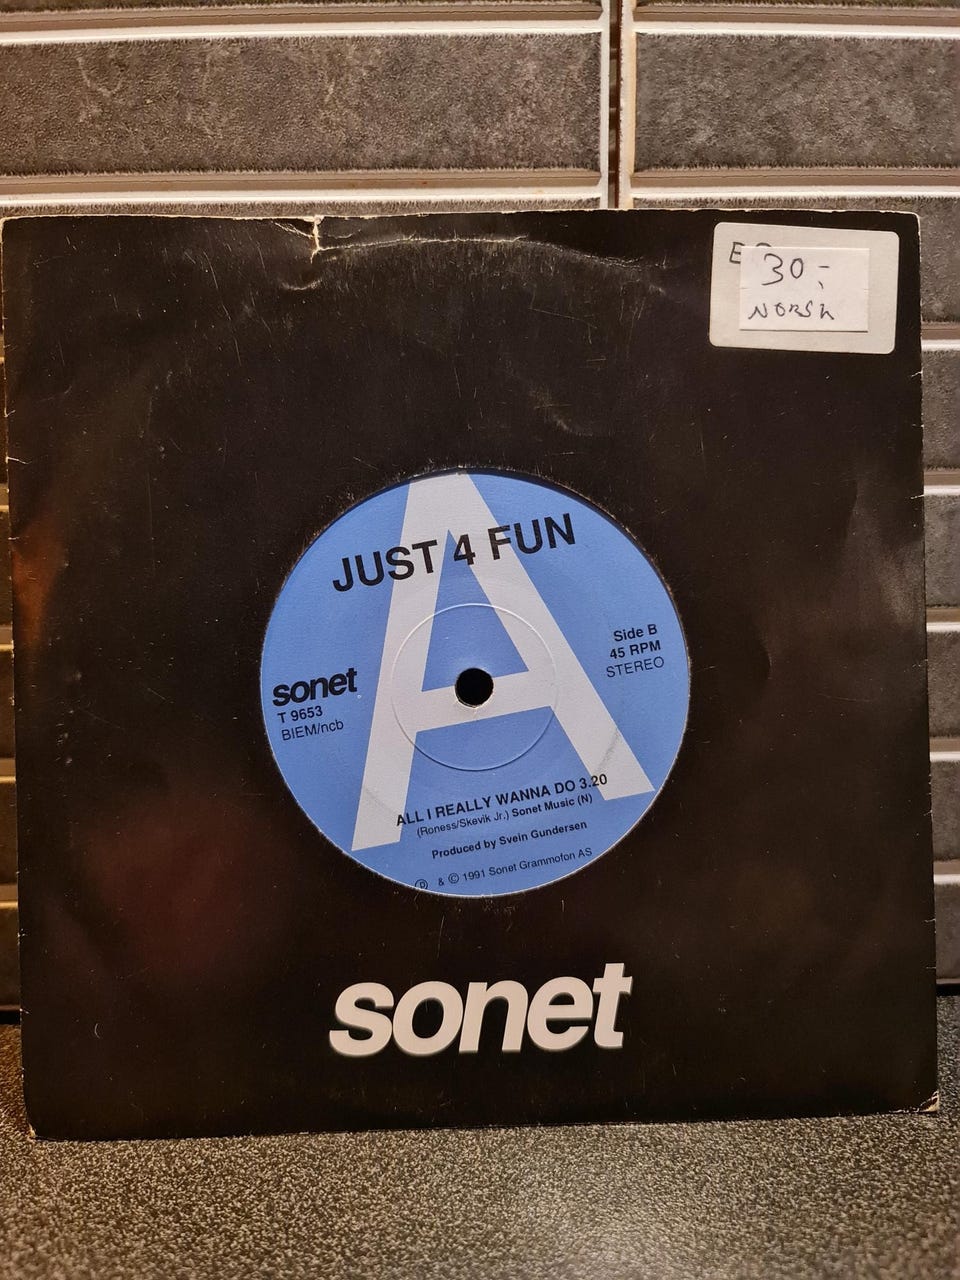 30,-
NORSK
A
JUST 4 FUN
Side B
45 RPM
STEREO
sonet
T 9653
BIEM/ncb
ALL I REALLY WANNA DO 3.20
(Roness/Skevik Jr.) Sonet Music (N)
Produced by Svein Gundersen
Ⓟ & © 1991 Sonet Grammofon AS
sonet